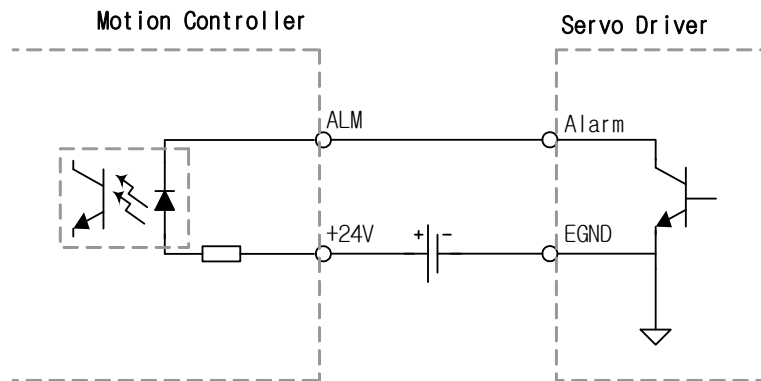 Motion Controller
Servo Driver
ALM
Alarm
+24V
+ -
EGND